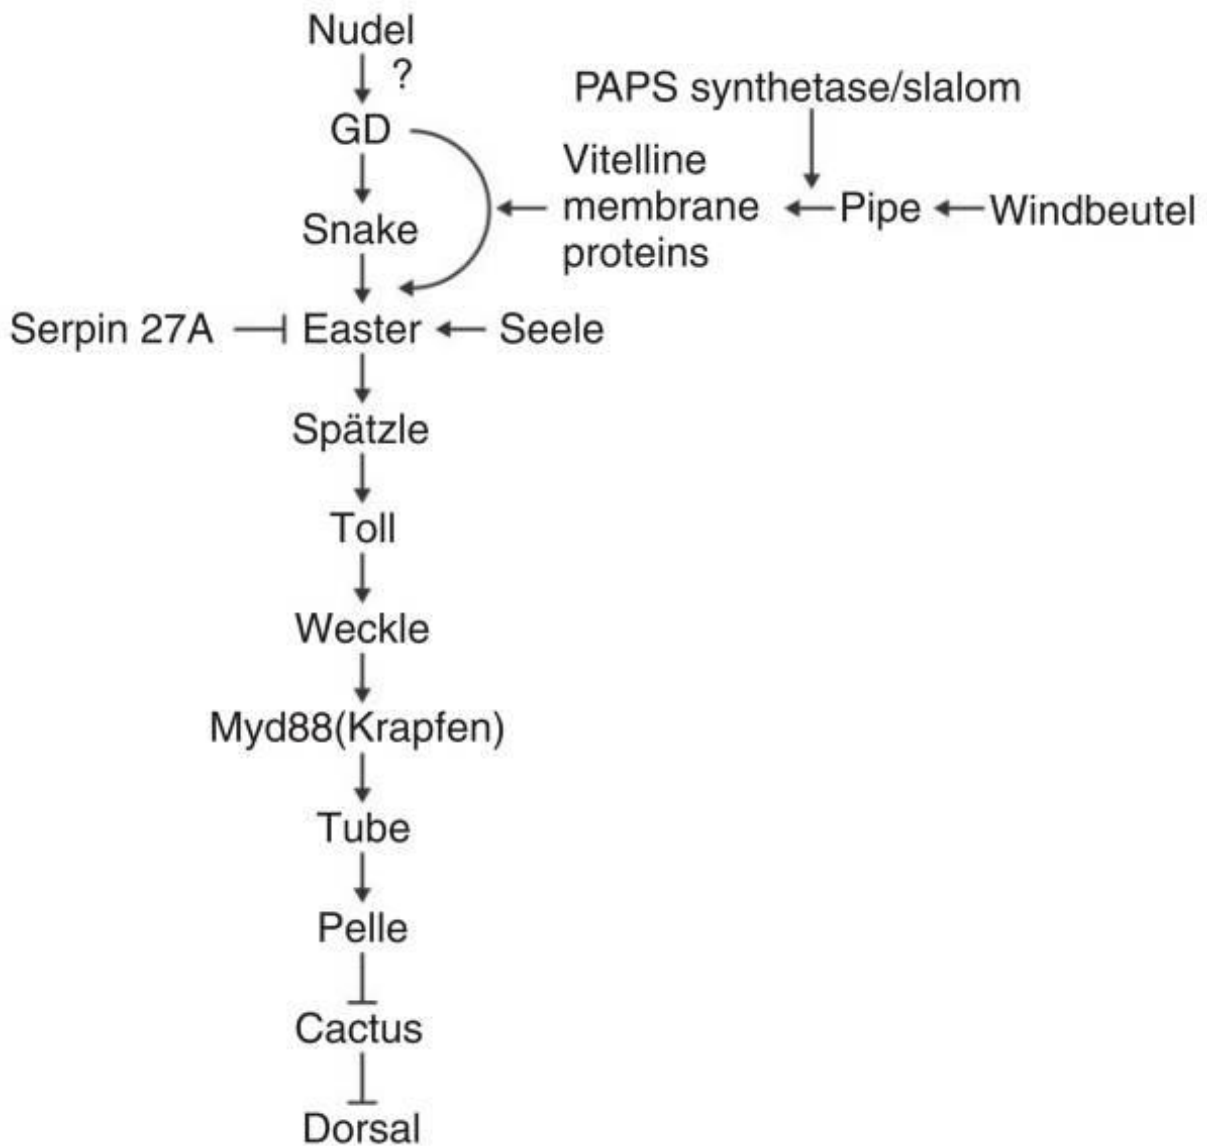 Nudel
?
PAPS synthetase/slalom
GD
Vitelline
membrane
proteins
Pipe
Windbeutel
Snake
Serpin 27A
Easter
Seele
Spätzle
Toll
Weckle
Myd88(Krapfen)
Tube
Pelle
Cactus
Dorsal